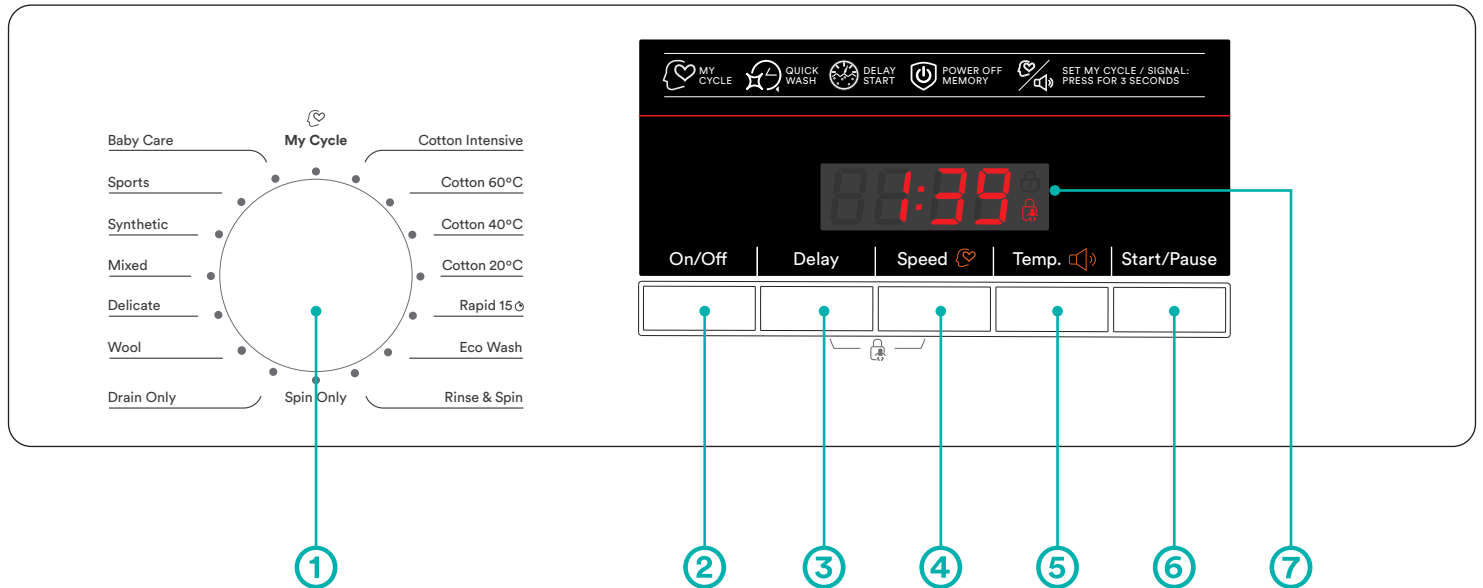 MY
CYCLE
QUICK
WASH
DELAY
START
POWER OFF
MEMORY
SET MY CYCLE / SIGNAL:
PRESS FOR 3 SECONDS
My Cycle
Baby Care
Sports
Synthetic
Mixed
Delicate
Wool
Drain Only
Spin Only
Cotton Intensive
Cotton 60°C
Cotton 40°C
Cotton 20°C
Rapid 15
Eco Wash
Rinse & Spin
1:39
On/Off
Delay
Speed
Temp.
Start/Pause
1
2
3
4
5
6
7